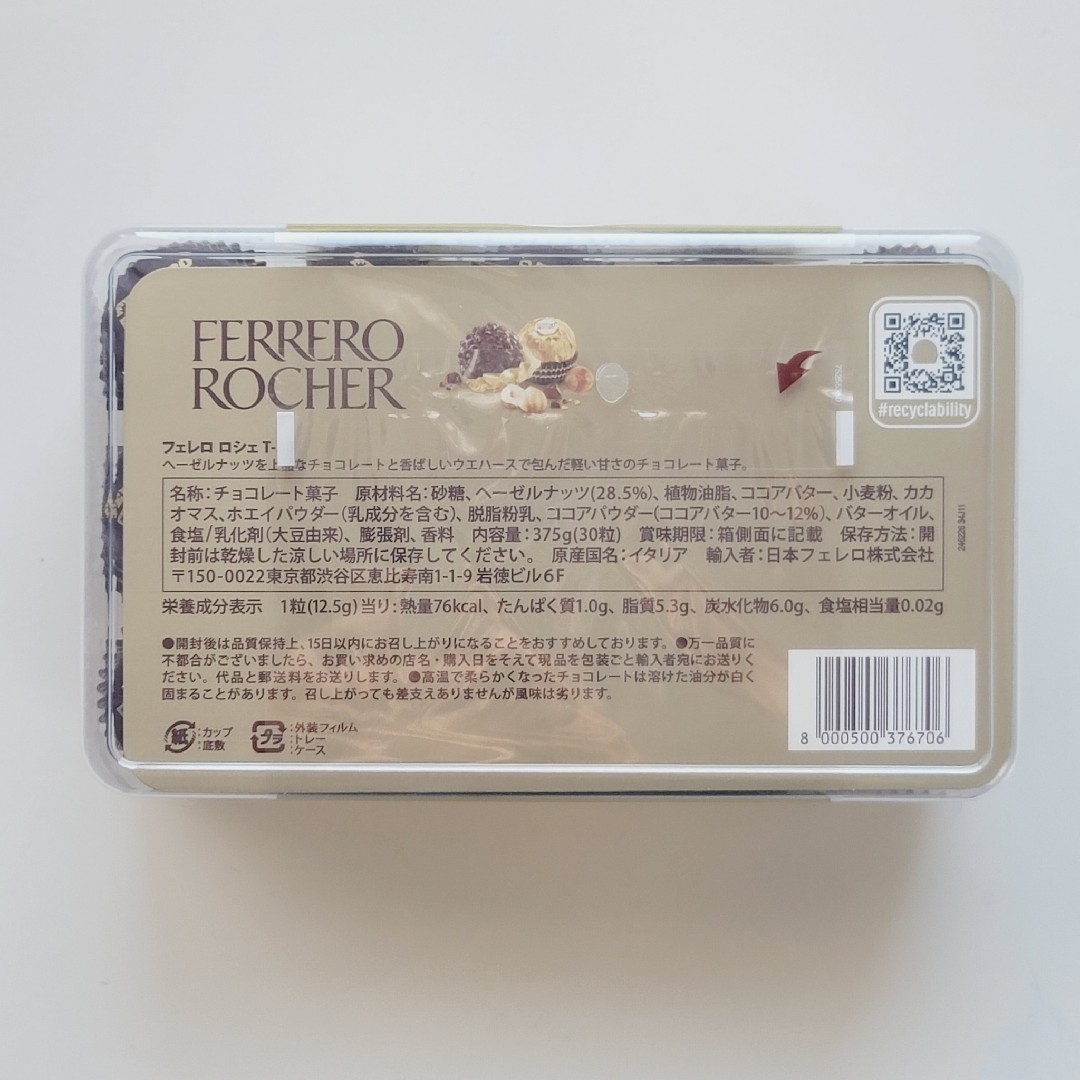 FERRERO
ROCHER
#recyclability
フェレロ ロシェ T-
ヘーゼルナッツを上品なチョコレートと香ばしいウエハースで包んだ軽い甘さのチョコレート菓子。
名称:チョコレート菓子 原材料名:砂糖、ヘーゼルナッツ(28.5%)、植物油脂、ココアバター、小麦粉、カカ
オマス、ホエイパウダー(乳成分を含む)、脱脂粉乳、ココアパウダー(ココアバター10～12%)、バターオイル、
食塩/乳化剤(大豆由来)、膨張剤、香料 内容量:375g(30粒) 賞味期限:箱側面に記載 保存方法:開
封前は乾燥した涼しい場所に保存してください。 原産国名:イタリア 輸入者:日本フェレロ株式会社
〒150-0022東京都渋谷区恵比寿南1-1-9 岩徳ビル6F
栄養成分表示 1粒(12.5g)当り:熱量76kcal、たんぱく質1.0g、脂質5.3g、炭水化物6.0g、食塩相当量0.02g
●開封後は品質保持上、15日以内にお召し上がりになることをおすすめしております。●万一品質に
不都合がございましたら、お買い求めの店名・購入日をそえて現品を包装ごと輸入者宛にお送りく
ださい。代品と郵送料をお送りします。●高温で柔らかくなったチョコレートは溶けた油分が白く
固まることがあります。召し上がっても差支えありませんが風味は劣ります。
紙:カップ
:底敷
プラ:外装フィルム
:トレー
:ケース
8 000500 376706